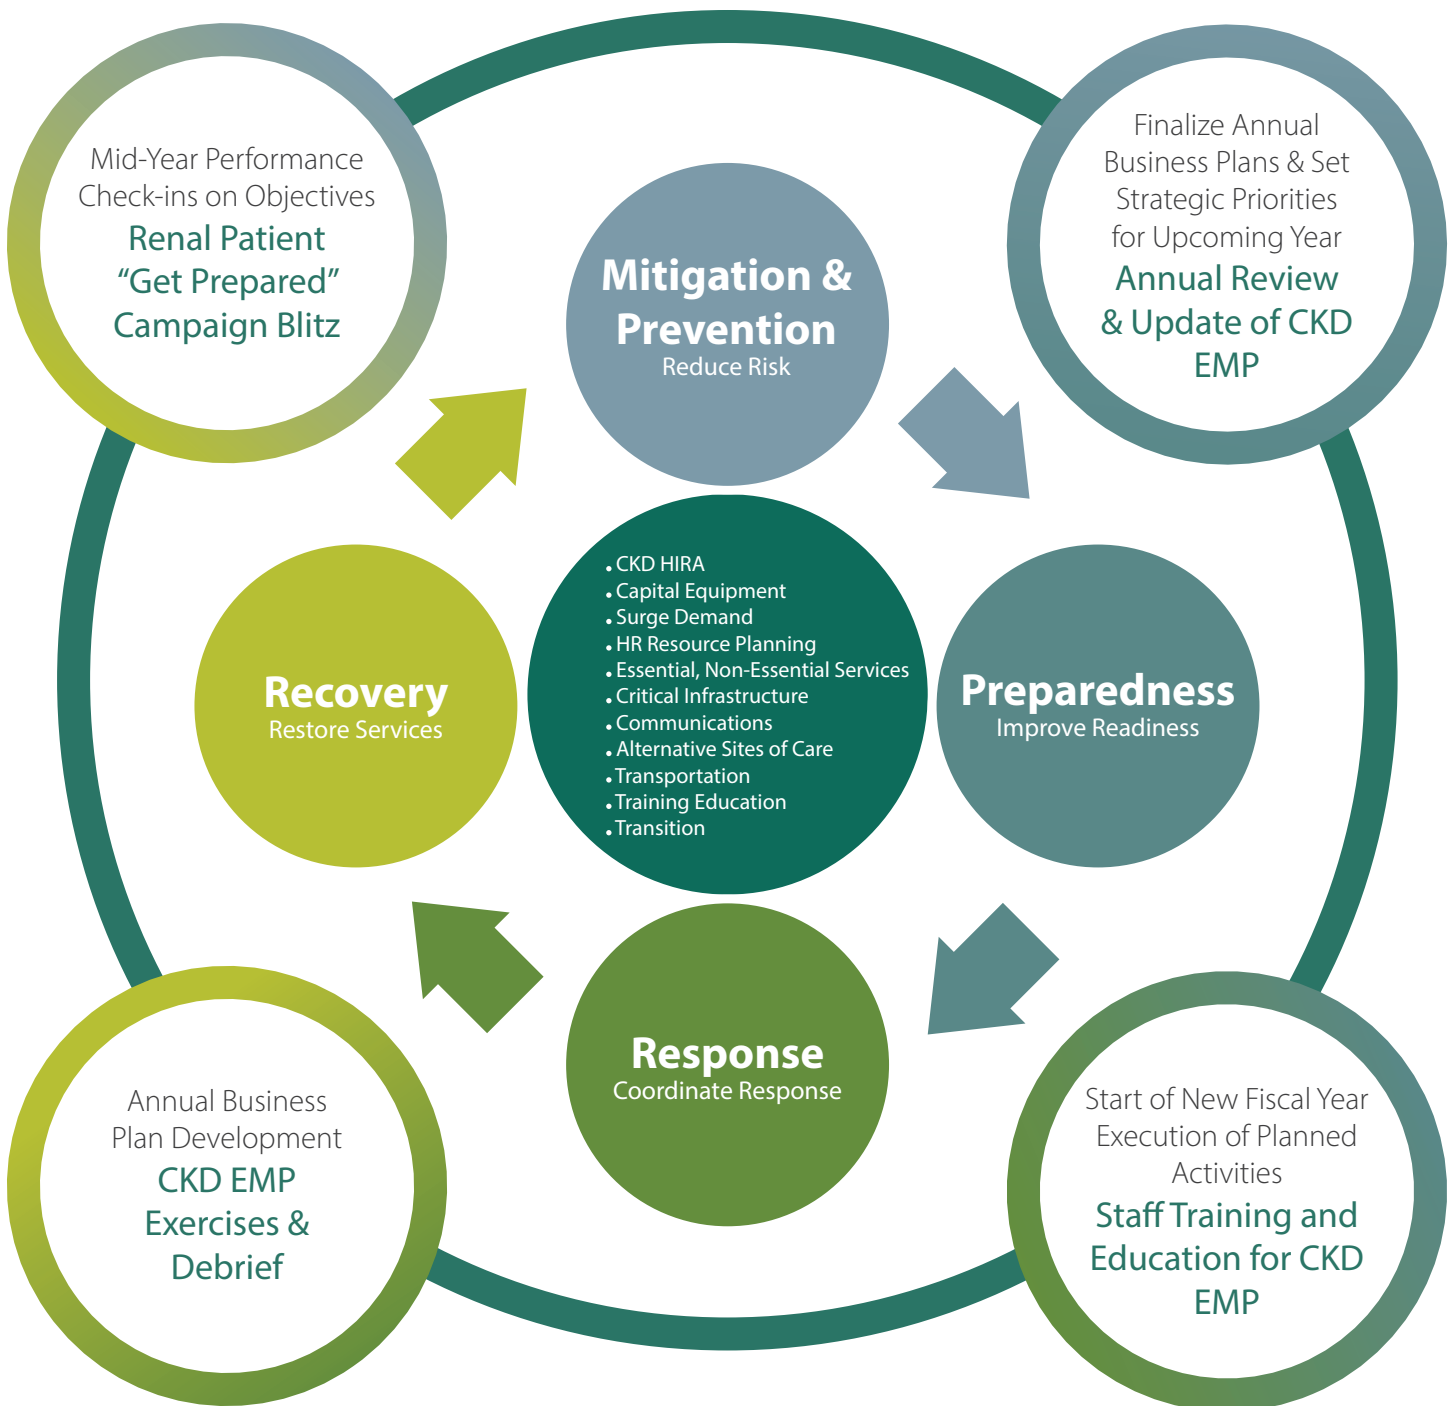 Mid-Year Performance
Check-ins on Objectives
Renal Patient
“Get Prepared”
Campaign Blitz
Finalize Annual
Business Plans & Set
Strategic Priorities
for Upcoming Year
Annual Review
& Update of CKD
EMP
Mitigation &
Prevention
Reduce Risk
Recovery
Restore Services
• CKD HIRA
• Capital Equipment
• Surge Demand
• HR Resource Planning
• Essential, Non-Essential Services
• Critical Infrastructure
• Communications
• Alternative Sites of Care
• Transportation
• Training Education
• Transition
Preparedness
Improve Readiness
Response
Coordinate Response
Annual Business
Plan Development
CKD EMP
Exercises &
Debrief
Start of New Fiscal Year
Execution of Planned
Activities
Staff Training and
Education for CKD
EMP